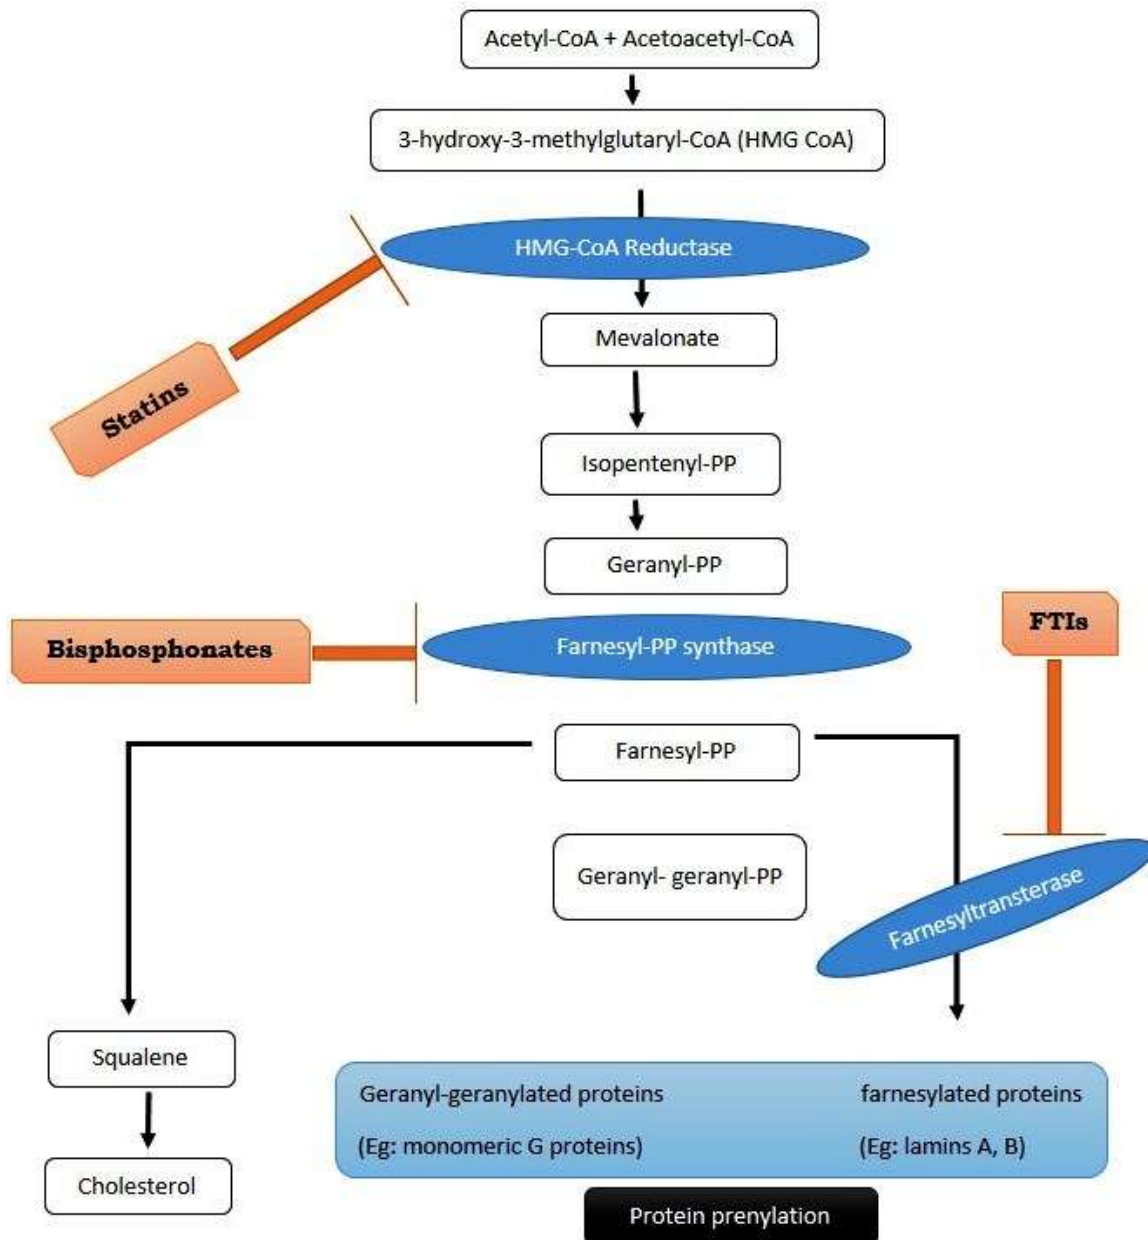 Acetyl-CoA + Acetoacetyl-CoA
3-hydroxy-3-methylglutaryl-CoA (HMG CoA)
HMG-CoA Reductase
Mevalonate
Statins
Isopentenyl-PP
Geranyl-PP
FTIs
Bisphosphonates
Farnesyl-PP synthase
Farnesyl-PP
Geranyl- geranyl-PP
Farnesyltransterase
Squalene
Cholesterol
Geranyl-geranylated proteins
(Eg: monomeric G proteins)
farnesylated proteins
(Eg: lamins A, B)
Protein prenylation